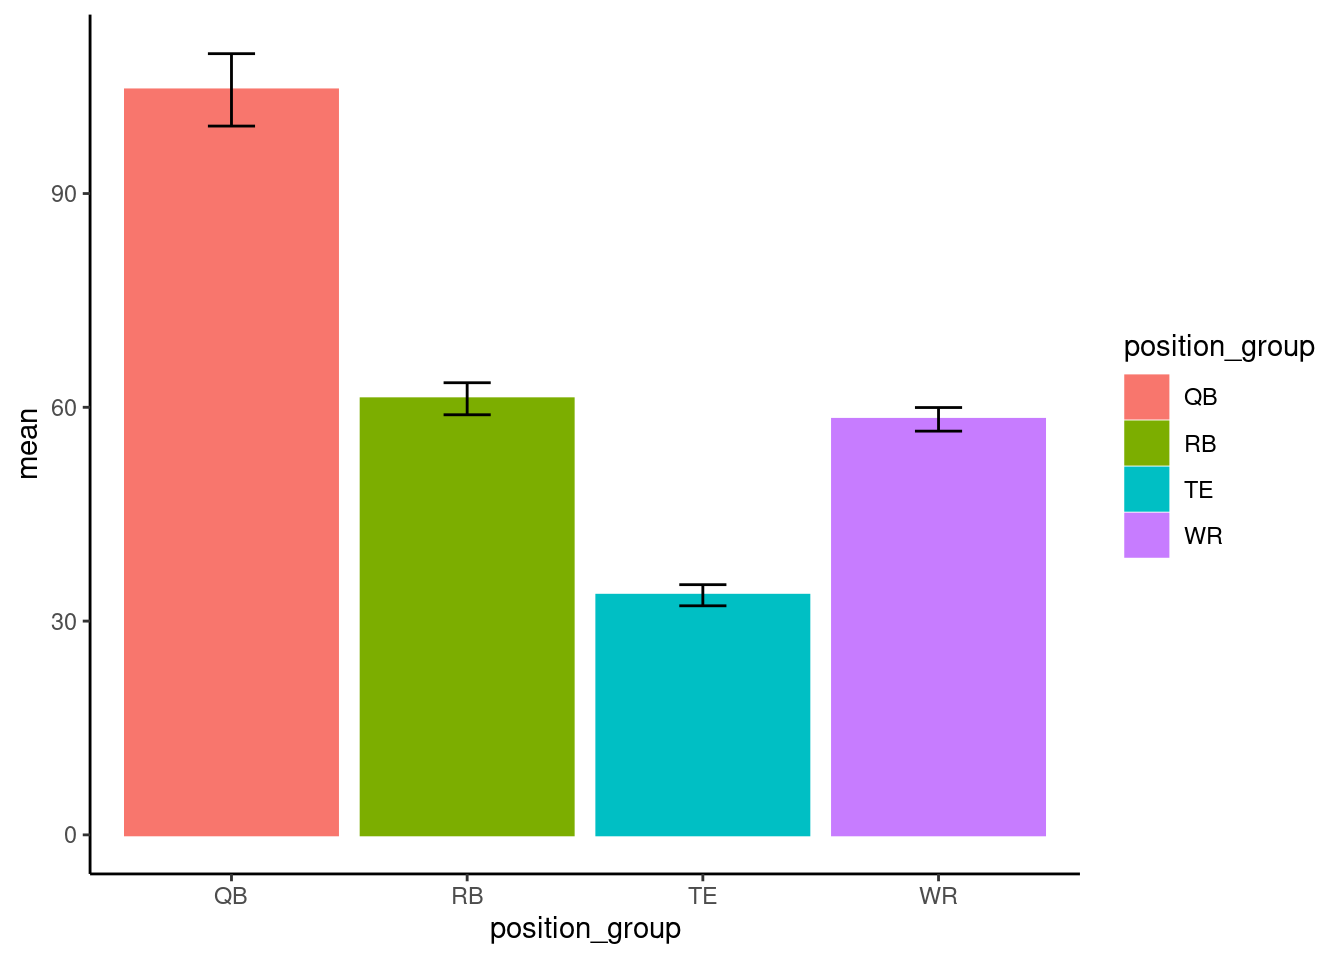 mean
90
60
30
0
QB
RB
TE
WR
position_group
position_group
QB
RB
TE
WR